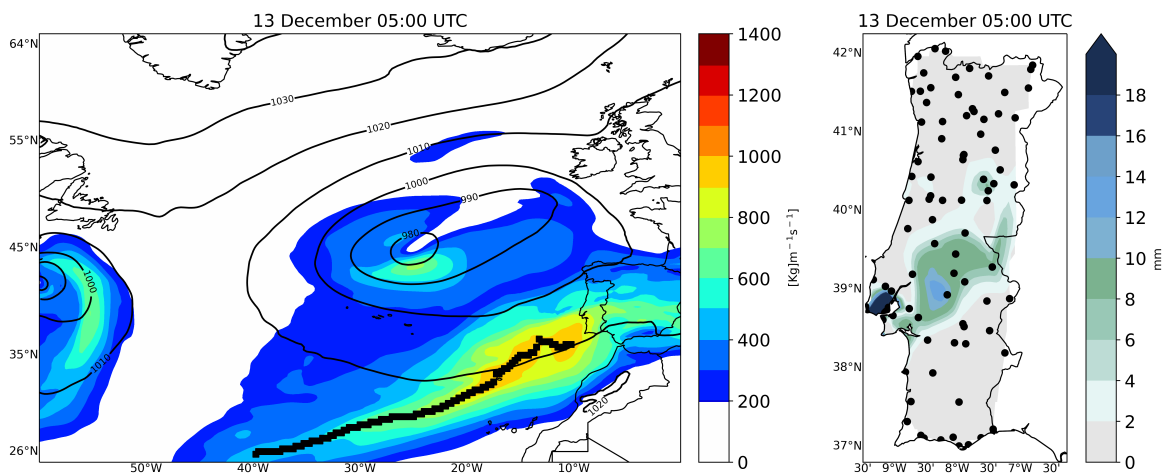 13 December 05:00 UTC
64°N
55°N
45°N
35°N
26°N
50°W
40°W
30°W
20°W
10°W
1030
1020
1010
1000
990
980
1000
1010
1020
1400
1200
1000
800
600
400
200
0
[Kg]m⁻¹s⁻¹]
13 December 05:00 UTC
42°N
41°N
40°N
39°N
38°N
37°N
30'
9°W
30'
8°W
30'
7°W
30'
18
16
14
12
10
8
6
4
2
0
mm